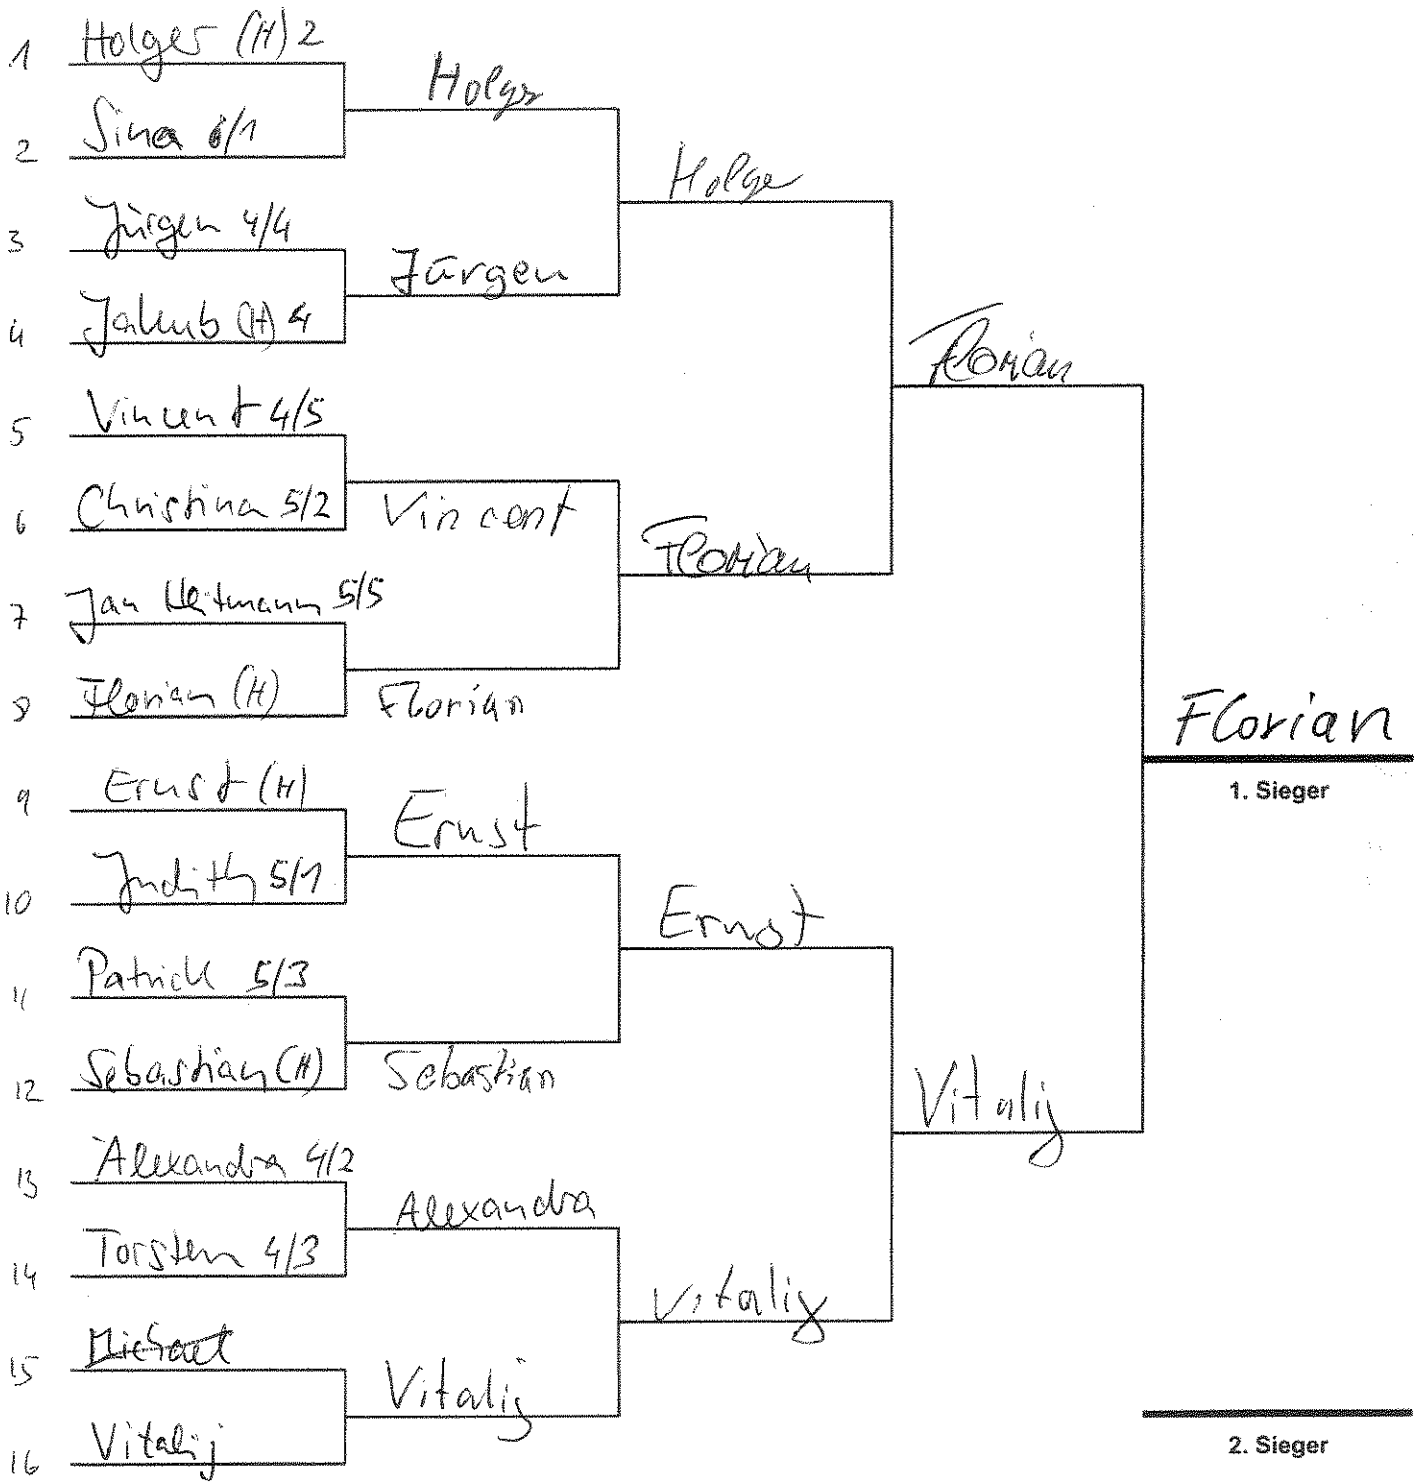 1 Holger (H) 2
2 Sina 6/1
3 Jürgen 4/4
4 Jakub (H) 4
5 Vincent 4/5
6 Christina 5/2
7 Jan 5/5
8 Florian (H)
9 Ernst (H)
10 Judith 5/1
11 Patrick 5/3
12 Sebastian (H)
13 Alexandra 4/2
14 Torsten 4/3
15 Michael
16 Vitalij
Holger
Jürgen
Vincent
Florian
Ernst
Sebastian
Alexandra
Vitalij
Holger
Florian
Ernst
Vitalij
Florian
Vitalij
Florian
1. Sieger
2. Sieger